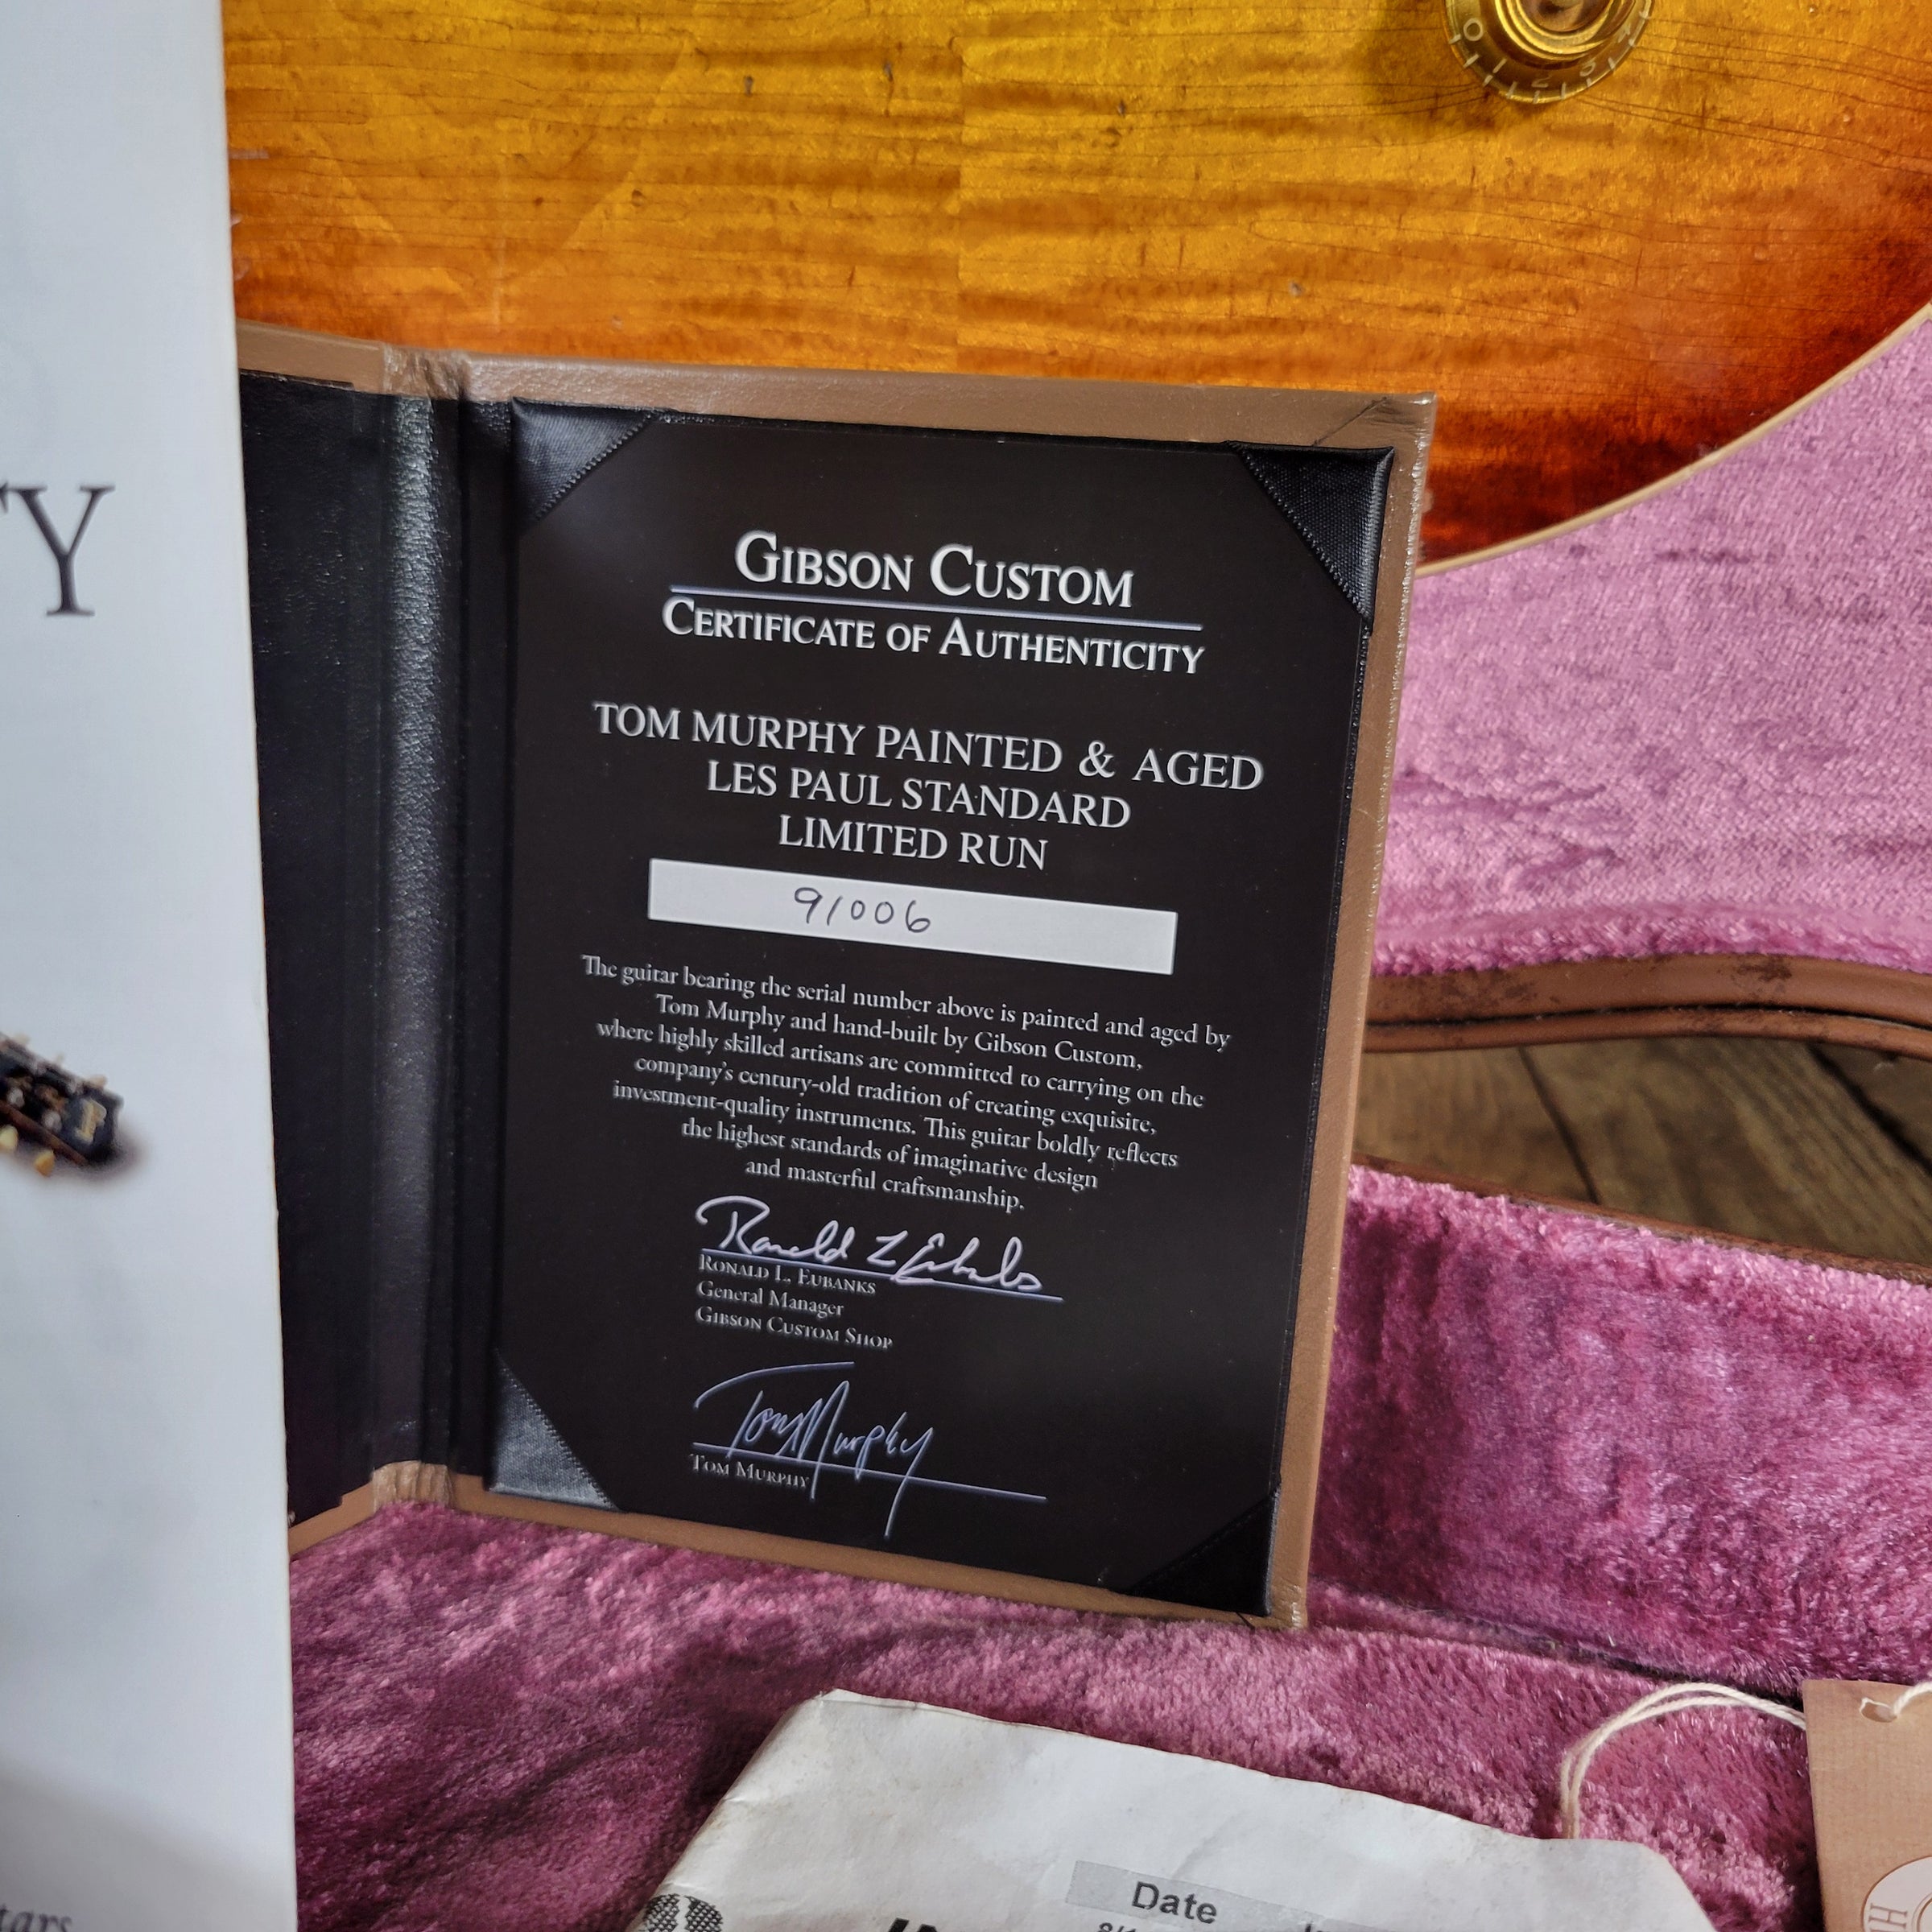 GIBSON CUSTOM
CERTIFICATE OF AUTHENTICITY
TOM MURPHY PAINTED & AGED
LES PAUL STANDARD
LIMITED RUN
91006
The guitar bearing the serial number above is painted and aged by
Tom Murphy and hand-built by Gibson Custom,
where highly skilled artisans are committed to carrying on the
company's century-old tradition of creating exquisite,
investment-quality instruments. This guitar boldly reflects
the highest standards of imaginative design
and masterful craftsmanship.
Ronald L Eubanks
RONALD L. EUBANKS
General Manager
GIBSON CUSTOM SHOP
Tom Murphy
TOM MURPHY
Date